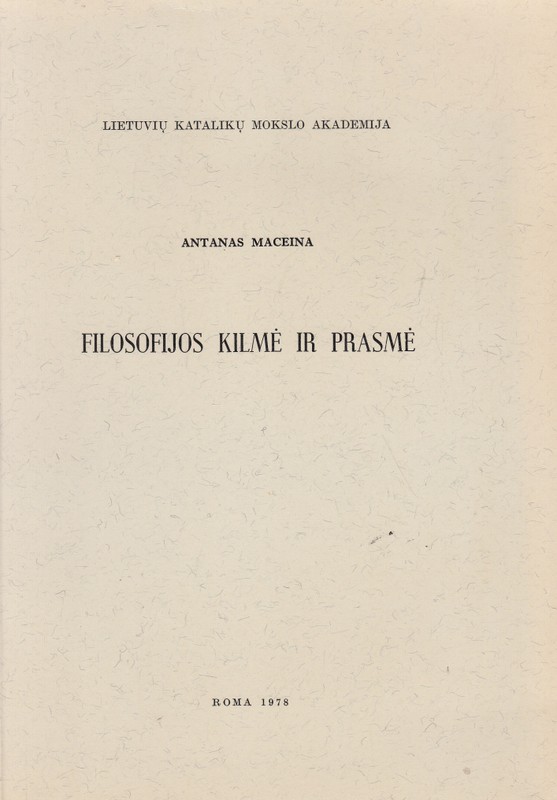 LIETUVIŲ KATALIKŲ MOKSLO AKADEMIJA
ANTANAS MACEINA
FILOSOFIJOS KILMĖ IR PRASMĖ
ROMA 1978